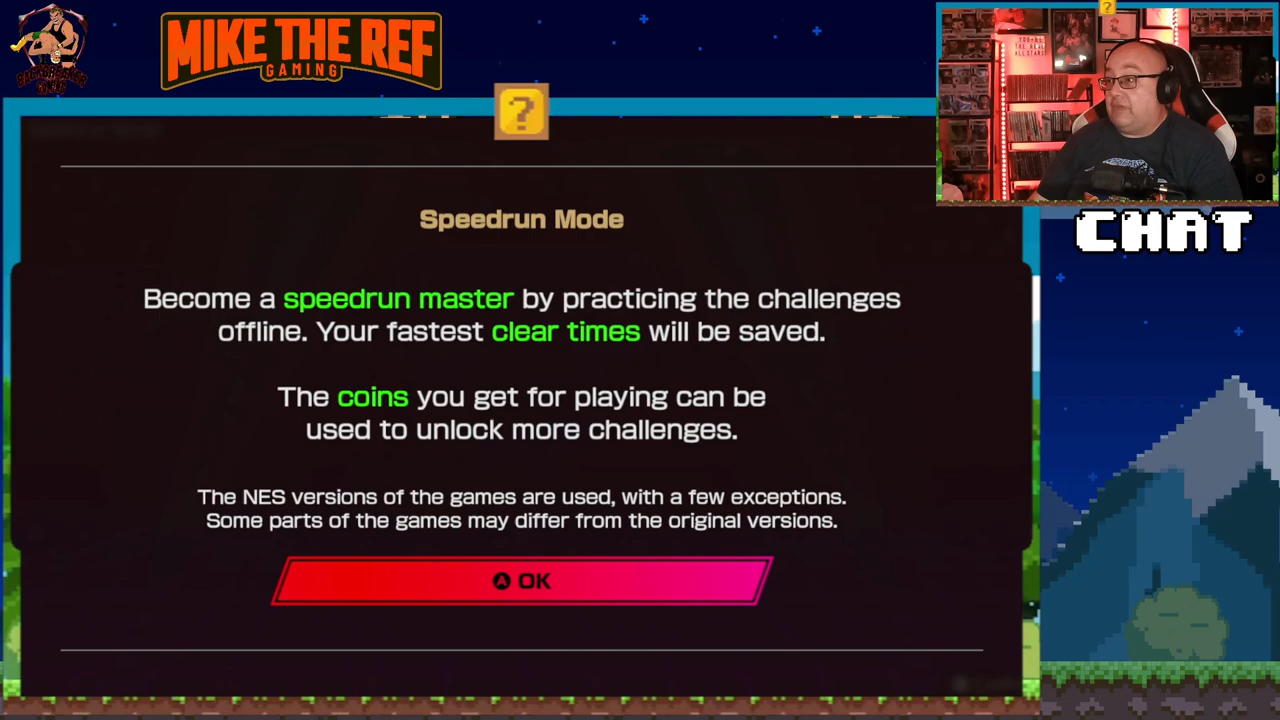 MIKE THE REF
GAMING
?
?
CHAT
Speedrun Mode
Become a speedrun master by practicing the challenges
offline. Your fastest clear times will be saved.
The coins you get for playing can be
used to unlock more challenges.
The NES versions of the games are used, with a few exceptions.
Some parts of the games may differ from the original versions.
A OK